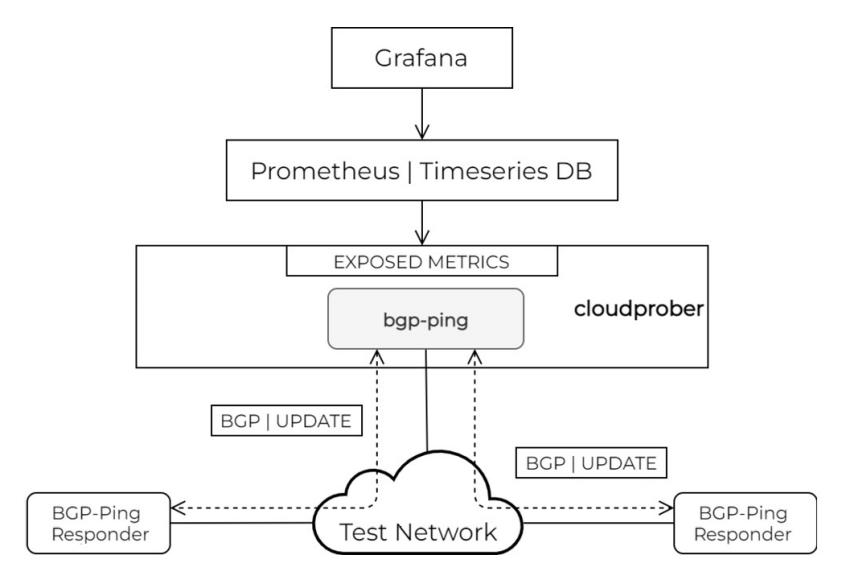 Grafana
Prometheus | Timeseries DB
EXPOSED METRICS
bgp-ping
cloudprober
BGP | UPDATE
BGP | UPDATE
BGP-Ping
Responder
Test Network
BGP-Ping
Responder